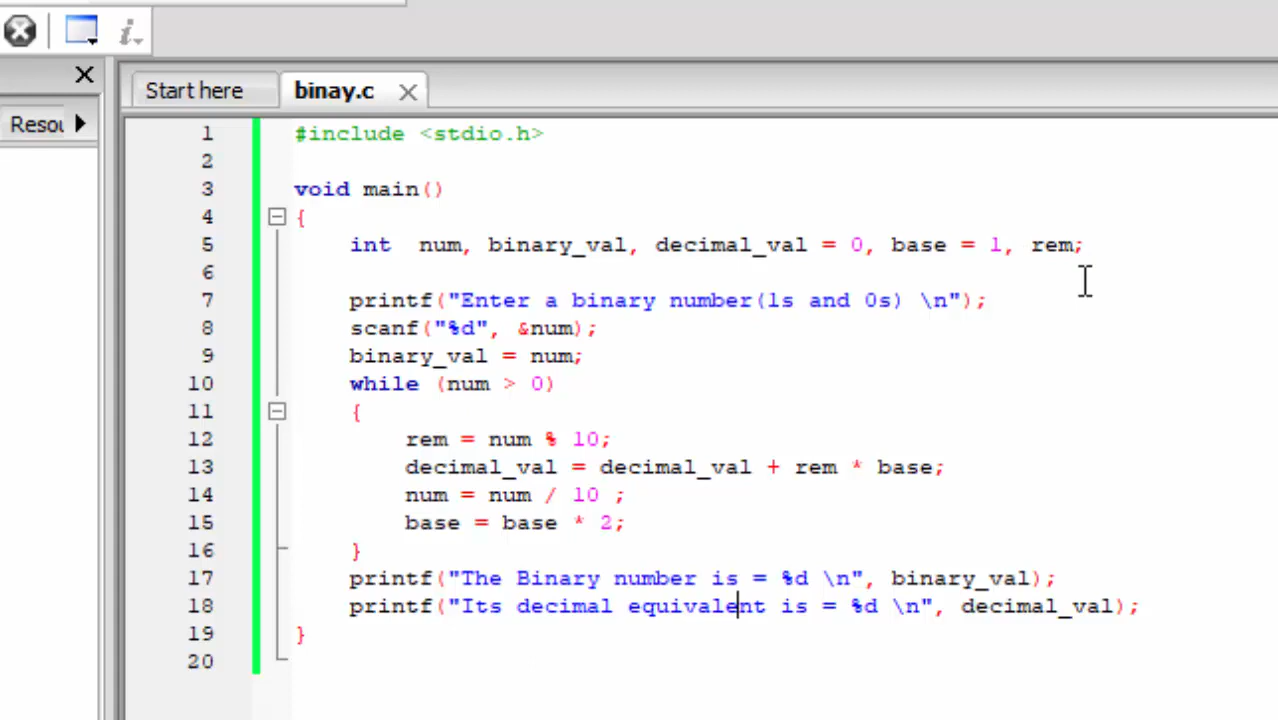 Start here
binay.c
Resou
1 #include <stdio.h>
2
3 void main()
4 {
5 int  num, binary_val, decimal_val = 0, base = 1, rem;
6
7 printf("Enter a binary number(1s and 0s) \n");
8 scanf("%d", &num);
9 binary_val = num;
10 while (num > 0)
11 {
12 rem = num % 10;
13 decimal_val = decimal_val + rem * base;
14 num = num / 10 ;
15 base = base * 2;
16 }
17 printf("The Binary number is = %d \n", binary_val);
18 printf("Its decimal equivalent is = %d \n", decimal_val);
19 }
20